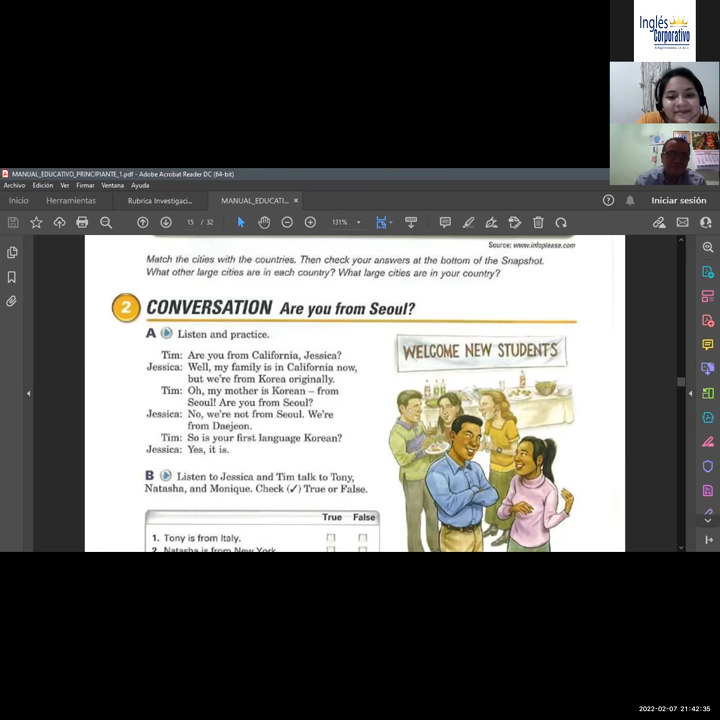 Inglés
Corporativo
MANUAL_EDUCATIVO_PRINCIPIANTE_1.pdf - Adobe Acrobat Reader DC (64-bit)
Archivo Edición Ver Firmar Ventana Ayuda
Inicio Herramientas Rubrica Investigaci... MANUAL_EDUCATI... × Iniciar sesión
15 / 32 131%
Source: www.infoplease.com
Match the cities with the countries. Then check your answers at the bottom of the Snapshot.
What other large cities are in each country? What large cities are in your country?
2 CONVERSATION Are you from Seoul?
A Listen and practice.
Tim: Are you from California, Jessica?
Jessica: Well, my family is in California now,
but we're from Korea originally.
Tim: Oh, my mother is Korean – from
Seoul! Are you from Seoul?
Jessica: No, we're not from Seoul. We're
from Daejeon.
Tim: So is your first language Korean?
Jessica: Yes, it is.
WELCOME NEW STUDENTS
B Listen to Jessica and Tim talk to Tony,
Natasha, and Monique. Check (✓) True or False.
True False
1. Tony is from Italy.
2. Natasha is from New York.
2022-02-07 21:42:35